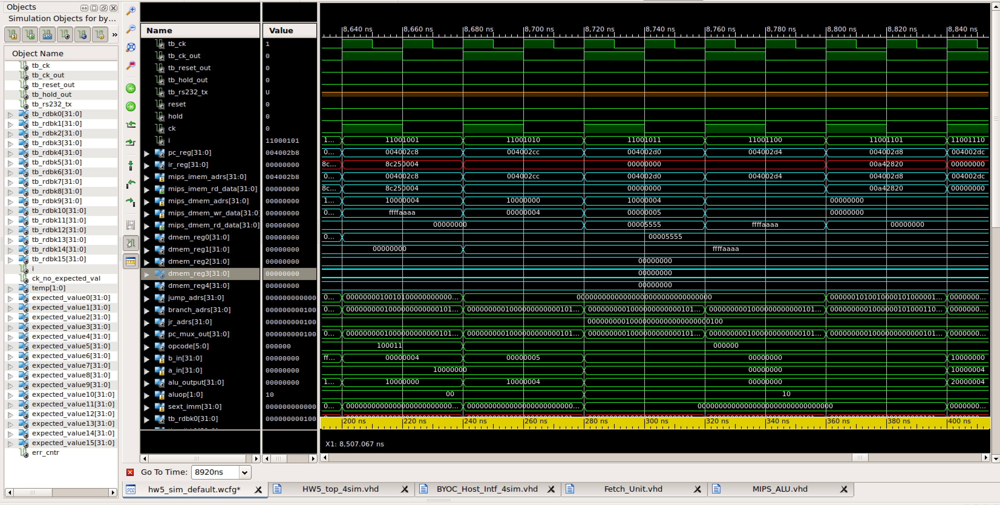 Objects
Simulation Objects for by...
»
Object Name
tb_ck
tb_ck_out
tb_reset_out
tb_hold_out
tb_rs232_tx
tb_rdbk0[31:0]
tb_rdbk1[31:0]
tb_rdbk2[31:0]
tb_rdbk3[31:0]
tb_rdbk4[31:0]
tb_rdbk5[31:0]
tb_rdbk6[31:0]
tb_rdbk7[31:0]
tb_rdbk8[31:0]
tb_rdbk9[31:0]
tb_rdbk10[31:0]
tb_rdbk11[31:0]
tb_rdbk12[31:0]
tb_rdbk13[31:0]
tb_rdbk14[31:0]
tb_rdbk15[31:0]
i
ck_no_expected_val
temp[1:0]
expected_value0[31:0]
expected_value1[31:0]
expected_value2[31:0]
expected_value3[31:0]
expected_value4[31:0]
expected_value5[31:0]
expected_value6[31:0]
expected_value7[31:0]
expected_value8[31:0]
expected_value9[31:0]
expected_value10[31:0]
expected_value11[31:0]
expected_value12[31:0]
expected_value13[31:0]
expected_value14[31:0]
expected_value15[31:0]
err_cntr
Name Value 8,640 ns 8,660 ns 8,680 ns 8,700 ns 8,720 ns 8,740 ns 8,760 ns 8,780 ns 8,800 ns 8,820 ns 8,840 ns
tb_ck 1
tb_ck_out 0
tb_reset_out 0
tb_hold_out 0
tb_rs232_tx U
reset 0
hold 0
ck 0
i 11000101 1... 11001001 11001010 11001011 11001100 11001101 11001110
pc_reg[31:0] 004002b8 0... 004002c8 004002cc 004002d0 004002d4 004002d8 004002dc
ir_reg[31:0] 00000000 8c... 8c250004 00000000 00a42820 00000000
mips_imem_adrs[31:0] 004002b8 0... 004002c8 004002cc 004002d0 004002d4 004002d8 004002dc
mips_imem_rd_data[31:0] 00000000 8c... 8c250004 00000000 00a42820 00000000
mips_dmem_adrs[31:0] 00000000 1... 10000004 10000000 10000004 00000000
mips_dmem_wr_data[31:0 00000000 0... ffffaaaa 00000004 00000005 00000000
mips_dmem_rd_data[31:0] 00000000 00000000 00005555 ffffaaaa 00000000
dmem_reg0[31:0] 00000000 0... 00005555
dmem_reg1[31:0] 00000000 00000000 ffffaaaa
dmem_reg2[31:0] 00000000 00000000
dmem_reg3[31:0] 00000000 00000000
dmem_reg4[31:0] 00000000 00000000
jump_adrs[31:0] 000000000000 0... 0000000010010100000000000... 00000000000000000000000000000000 0000001010010000101000001... 0000000...
branch_adrs[31:0] 000000000100 0... 0000000001000000000000101... 0000000001000000000000101... 0000000001000000000000101... 0000000001000000000000101... 0000000001000000101000110... 0000000...
jr_adrs[31:0] 000000000100 00000000010000000000000000000100
pc_mux_out[31:0] 000000000100 0... 0000000001000000000000101... 0000000001000000000000101... 0000000001000000000000101... 0000000001000000000000101... 0000000001000000000000101... 0000000...
opcode[5:0] 000000 100011 000000
b_in[31:0] 00000000 ff... 00000004 00000005 00000000 10000000
a_in[31:0] 00000000 10000000 00000000 10000004
alu_output[31:0] 00000000 1... 10000000 10000004 00000000 20000004
aluop[1:0] 10 00 10
sext_imm[31:0] 000000000000 0... 0000000000000000000000000... 0000000000000000000000000... 00000000000000000000000000000000 0000000...
tb_rdbk0[31:0] 000000000100
200 ns 220 ns 240 ns 260 ns 280 ns 300 ns 320 ns 340 ns 360 ns 380 ns 400 ns
X1: 8,507.067 ns
Go To Time: 8920ns
hw5_sim_default.wcfg* HW5_top_4sim.vhd BYOC_Host_Intf_4sim.vhd Fetch_Unit.vhd MIPS_ALU.vhd